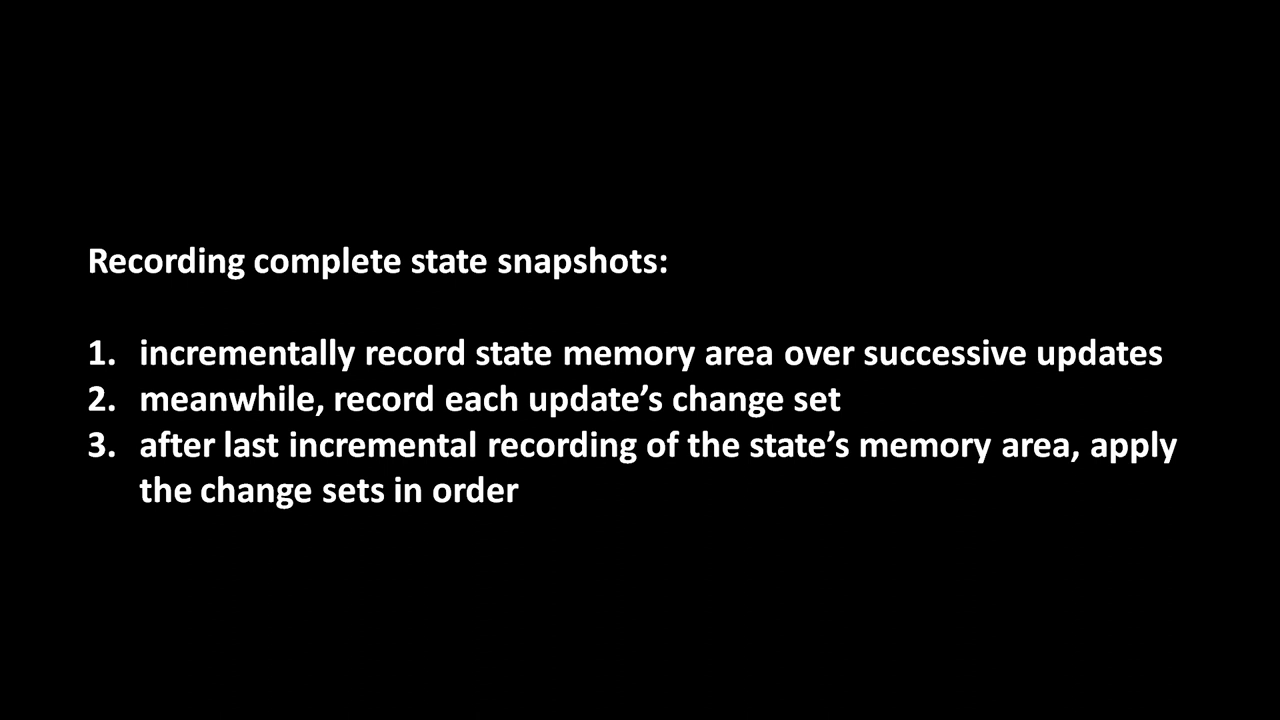 Recording complete state snapshots:
1. incrementally record state memory area over successive updates
2. meanwhile, record each update’s change set
3. after last incremental recording of the state’s memory area, apply
the change sets in order